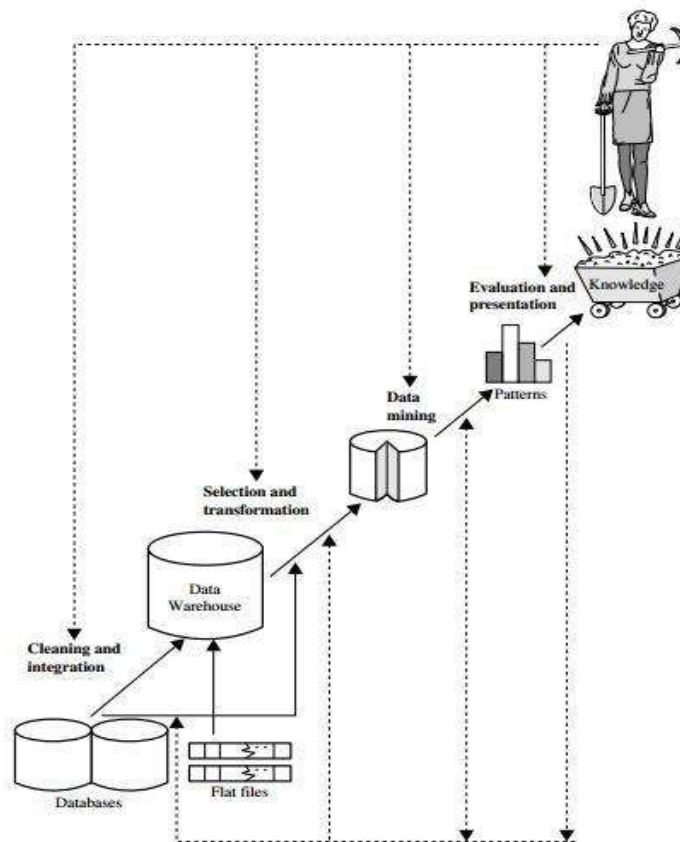 Evaluation and
presentation
Knowledge
Patterns
Data
mining
Selection and
transformation
Data
Warehouse
Cleaning and
integration
Databases
Flat files